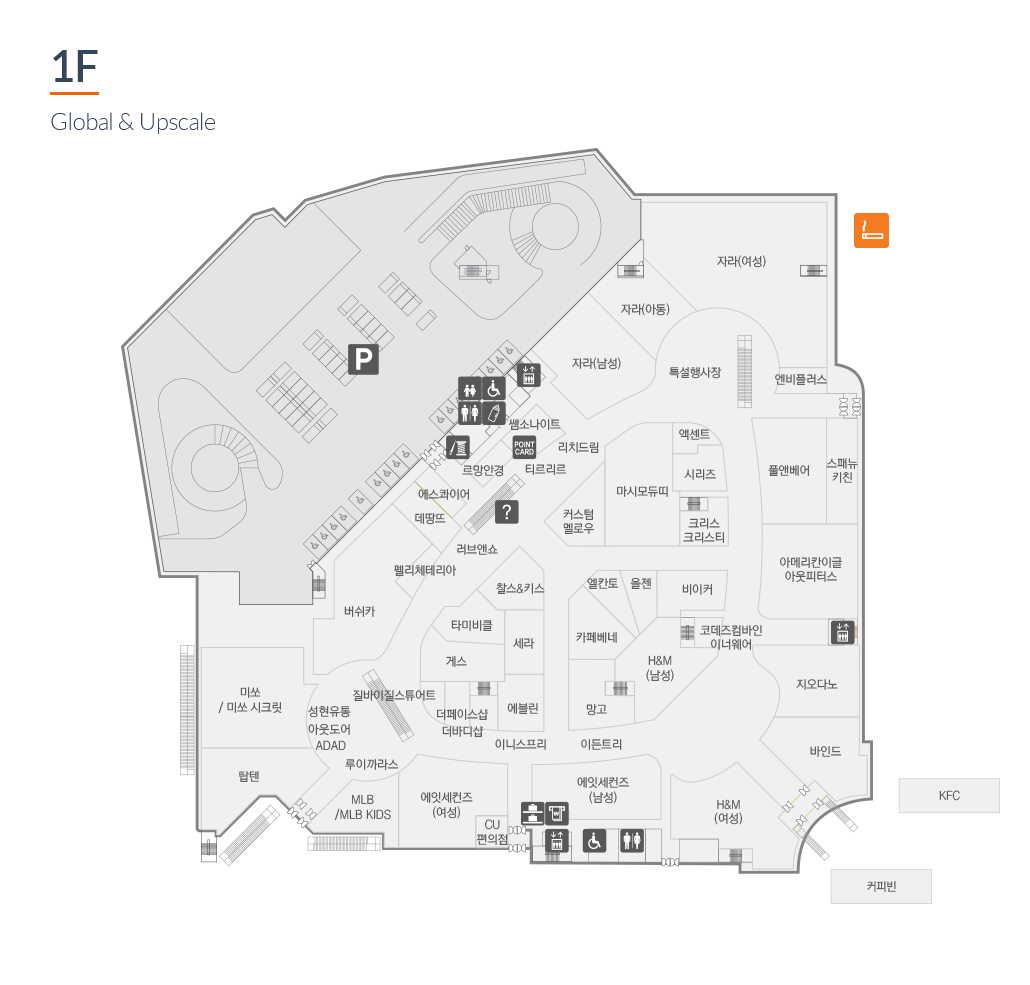 1F
Global & Upscale
자라(여성)
자라(아동)
자라(남성)
특설행사장
엔비플러스
P
쌤소나이트
액센트
리치드림
POINT
CARD
르망안경
티르리르
시리즈
풀앤베어
스패뉴
키친
에스콰이어
마시모듀띠
데땅뜨
?
커스텀
멜로우
크리스
크리스티
러브앤쇼
펠리체테리아
아메리칸이글
아웃피터스
찰스&키스
엘칸토
올젠
비이커
버쉬카
타미비클
세라
카페베네
코데즈컴바인
이너웨어
게스
H&M
(남성)
미쏘
/ 미쏘 시크릿
질바이질스튜어트
지오다노
성현유통
아웃도어
ADAD
더페이스샵
더바디샵
에블린
망고
이니스프리
이든트리
바인드
루이까라스
탑텐
에잇세컨즈
(남성)
MLB
/MLB KIDS
에잇세컨즈
(여성)
H&M
(여성)
KFC
CU
편의점
커피빈